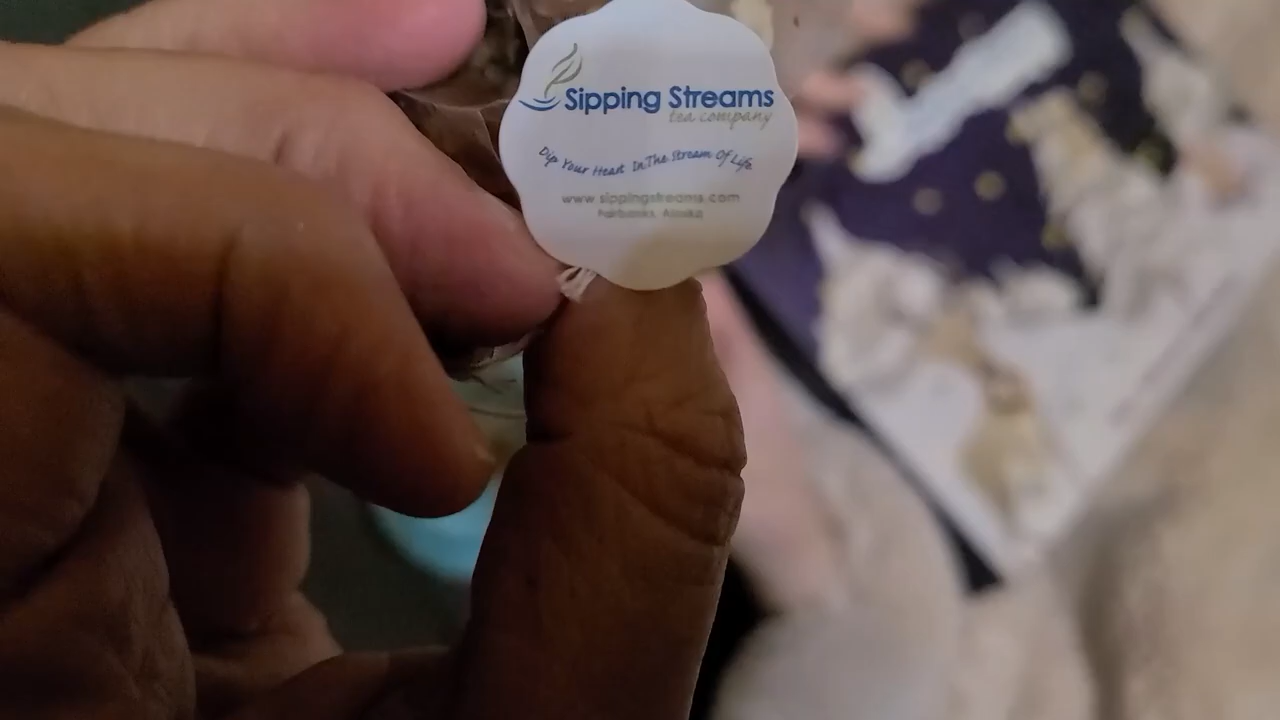 Sipping Streams
tea company
Dip Your Heart In The Stream Of Life
www.sippingstreams.com
Fairbanks, Alaska